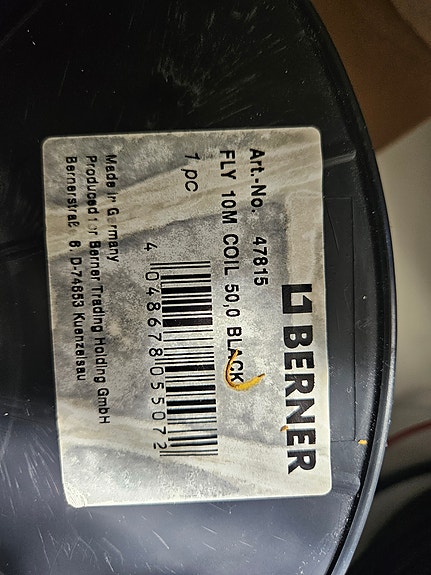 BERNER
Art.-No. 47815
FLY 10M COIL 50,0 BLACK
1 pc
4 048678 055072
Made in Germany
Produced for Berner Trading Holding GmbH
Bernerstraße 6, D-74653 Kuenzelsau